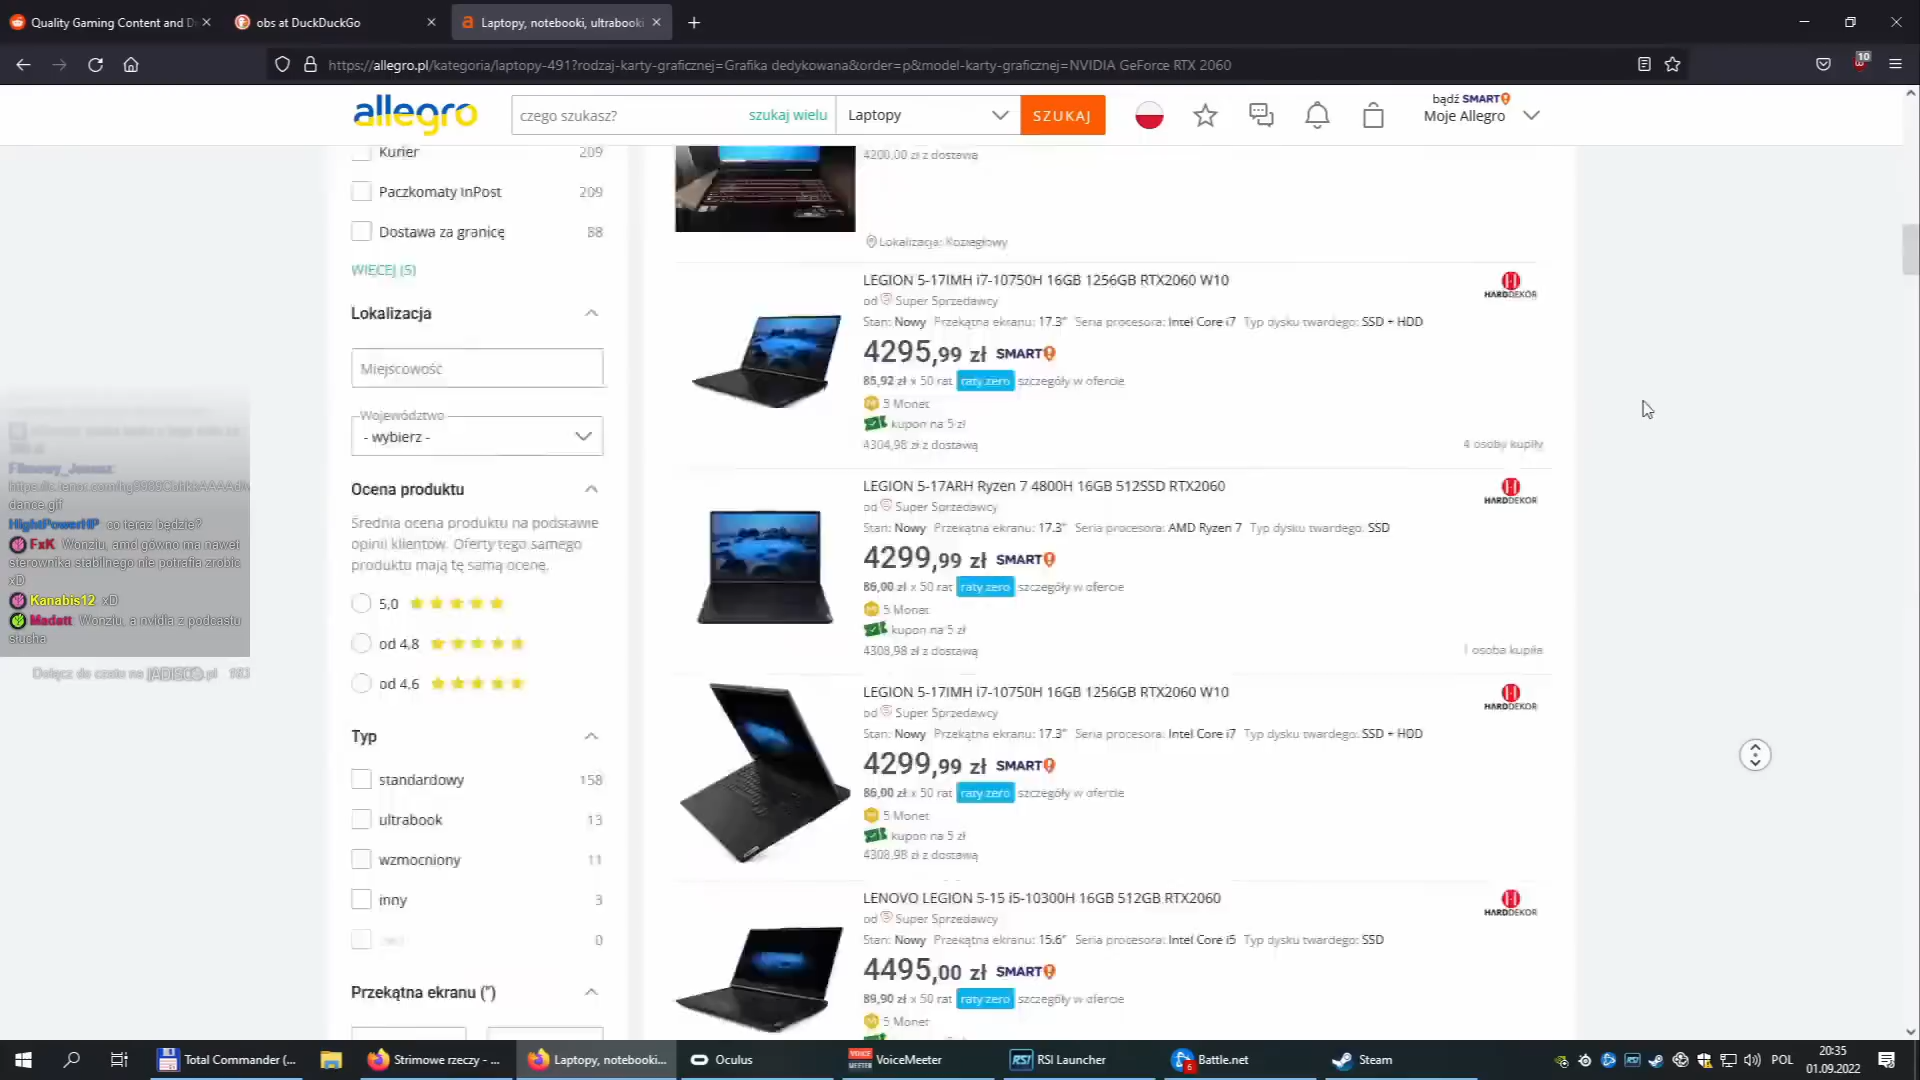 Quality Gaming Content and D
obs at DuckDuckGo
Laptopy, notebooki, ultrabooki
https://allegro.pl/kategoria/laptopy-491?rodzaj-karty-graficznej=Grafika dedykowana&order=p&model-karty-graficznej=NVIDIA GeForce RTX 2060
10
allegro
czego szukasz?
szukaj wielu
Laptopy
SZUKAJ
bądź SMART
Moje Allegro
Kurier 209
Paczkomaty InPost 209
Dostawa za granicę 88
WIĘCEJ (5)
Lokalizacja
Miejscowość
Województwo
- wybierz -
Ocena produktu
Średnia ocena produktu na podstawie
opinii klientów. Oferty tego samego
produktu mają tę samą ocenę.
5,0
od 4,8
od 4,6
Typ
standardowy 158
ultrabook 13
wzmocniony 11
inny 3
0
Przekątna ekranu (")
4200,00 zł z dostawą
Lokalizacja: Koziegłowy
LEGION 5-17IMH i7-10750H 16GB 1256GB RTX2060 W10
od Super Sprzedawcy
Stan: Nowy Przekątna ekranu: 17.3" Seria procesora: Intel Core i7 Typ dysku twardego: SSD + HDD
4295,99 zł SMART
85,92 zł x 50 rat raty zero szczegóły w ofercie
5 Monet
kupon na 5 zł
4304,98 zł z dostawą
4 osoby kupiły
HARDDEKOR
LEGION 5-17ARH Ryzen 7 4800H 16GB 512SSD RTX2060
od Super Sprzedawcy
Stan: Nowy Przekątna ekranu: 17.3" Seria procesora: AMD Ryzen 7 Typ dysku twardego: SSD
4299,99 zł SMART
86,00 zł x 50 rat raty zero szczegóły w ofercie
5 Monet
kupon na 5 zł
4308,98 zł z dostawą
1 osoba kupiła
HARDDEKOR
LEGION 5-17IMH i7-10750H 16GB 1256GB RTX2060 W10
od Super Sprzedawcy
Stan: Nowy Przekątna ekranu: 17.3" Seria procesora: Intel Core i7 Typ dysku twardego: SSD + HDD
4299,99 zł SMART
86,00 zł x 50 rat raty zero szczegóły w ofercie
5 Monet
kupon na 5 zł
4308,98 zł z dostawą
HARDDEKOR
LENOVO LEGION 5-15 i5-10300H 16GB 512GB RTX2060
od Super Sprzedawcy
Stan: Nowy Przekątna ekranu: 15.6" Seria procesora: Intel Core i5 Typ dysku twardego: SSD
4495,00 zł SMART
89,90 zł x 50 rat raty zero szczegóły w ofercie
5 Monet
HARDDEKOR
Filmowy_Janusz:
dance.gif
HightPowerHP co teraz będzie?
FxK Wonziu, amd gówno ma nawet
sterownika stabilnego nie potrafia zrobic
xD
Kanabis12 xD
Madatt Wonziu, a nvidia z podcastu
słucha
Dołącz do czatu na JADISCO.pl
Total Commander (...
Strimowe rzeczy - ...
Laptopy, notebooki...
Oculus
VoiceMeeter
RSI Launcher
Battle.net
Steam
POL
20:35
01.09.2022